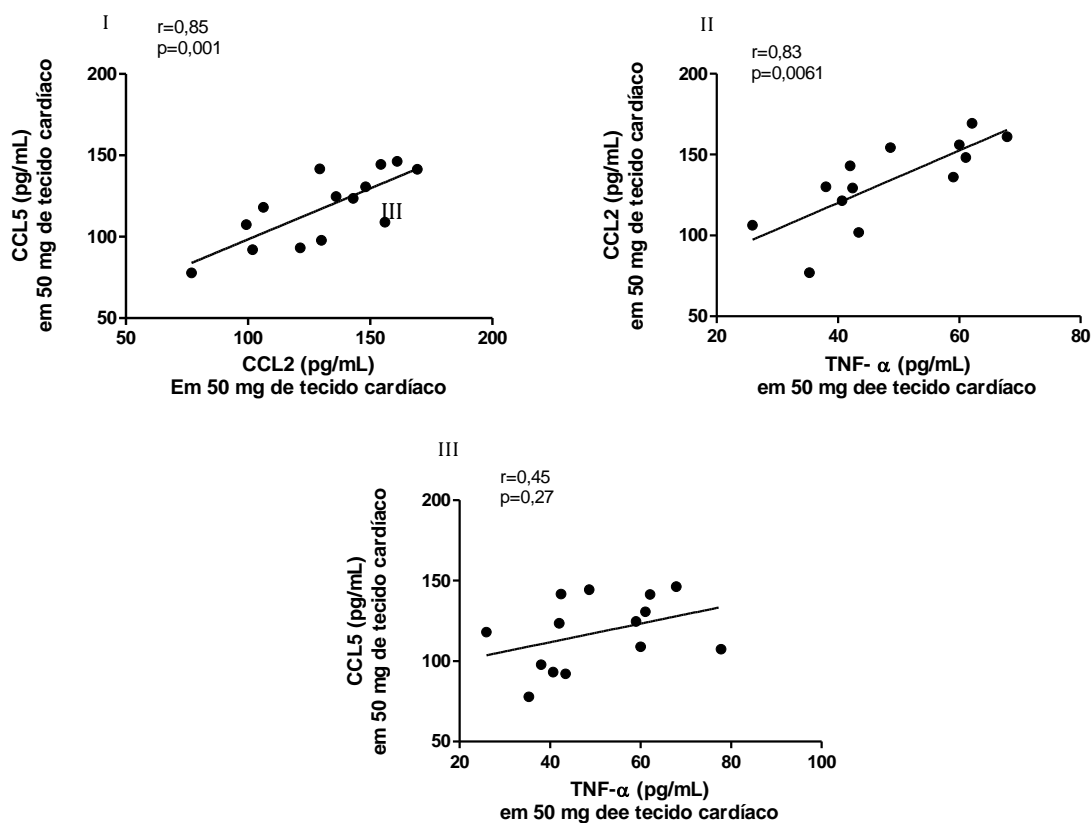 I
r=0,85
p=0,001
200
150
100
50
50
100
150
200
CCL5 (pg/mL)
em 50 mg de tecido cardíaco
III
CCL2 (pg/mL)
Em 50 mg de tecido cardíaco
II
r=0,83
p=0,0061
200
150
100
50
20
40
60
80
CCL2 (pg/mL)
em 50 mg de tecido cardíaco
TNF- α (pg/mL)
em 50 mg dee tecido cardíaco
III
r=0,45
p=0,27
200
150
100
50
20
40
60
80
100
CCL5 (pg/mL)
em 50 mg de tecido cardíaco
TNF-α (pg/mL)
em 50 mg dee tecido cardíaco